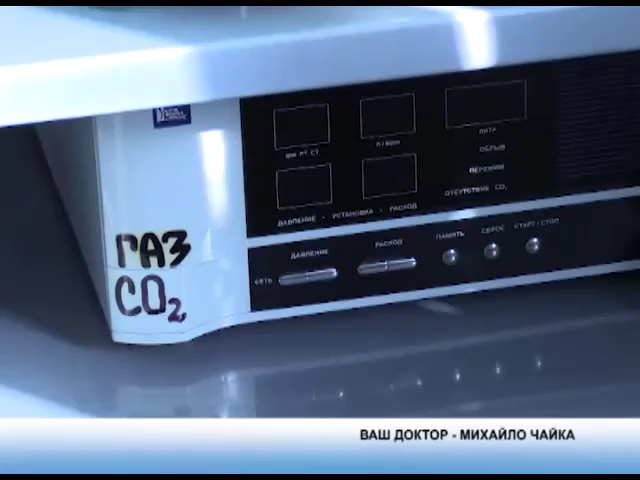 ММ РТ.СТ
Л/МИН
ЛИТР
ОБРЫВ
ПЕРЕЖИМ
ОТСУТСТВИЕ CO₂
ДАВЛЕНИЕ - УСТАНОВКА - РАСХОД
ГАЗ
CO₂
СЕТЬ
ДАВЛЕНИЕ
РАСХОД
ПАМЯТЬ
СБРОС
СТАРТ - СТОП
ВАШ ДОКТОР - МИХАЙЛО ЧАЙКА